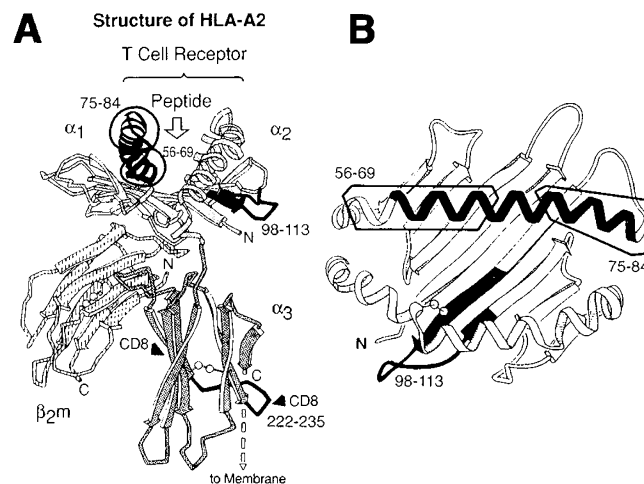 A
Structure of HLA-A2
B
T Cell Receptor
75-84
Peptide
α1
56-69
α2
98-113
N
N
α3
CD8
C
C
CD8
β2m
222-235
to Membrane
56-69
75-84
N
98-113